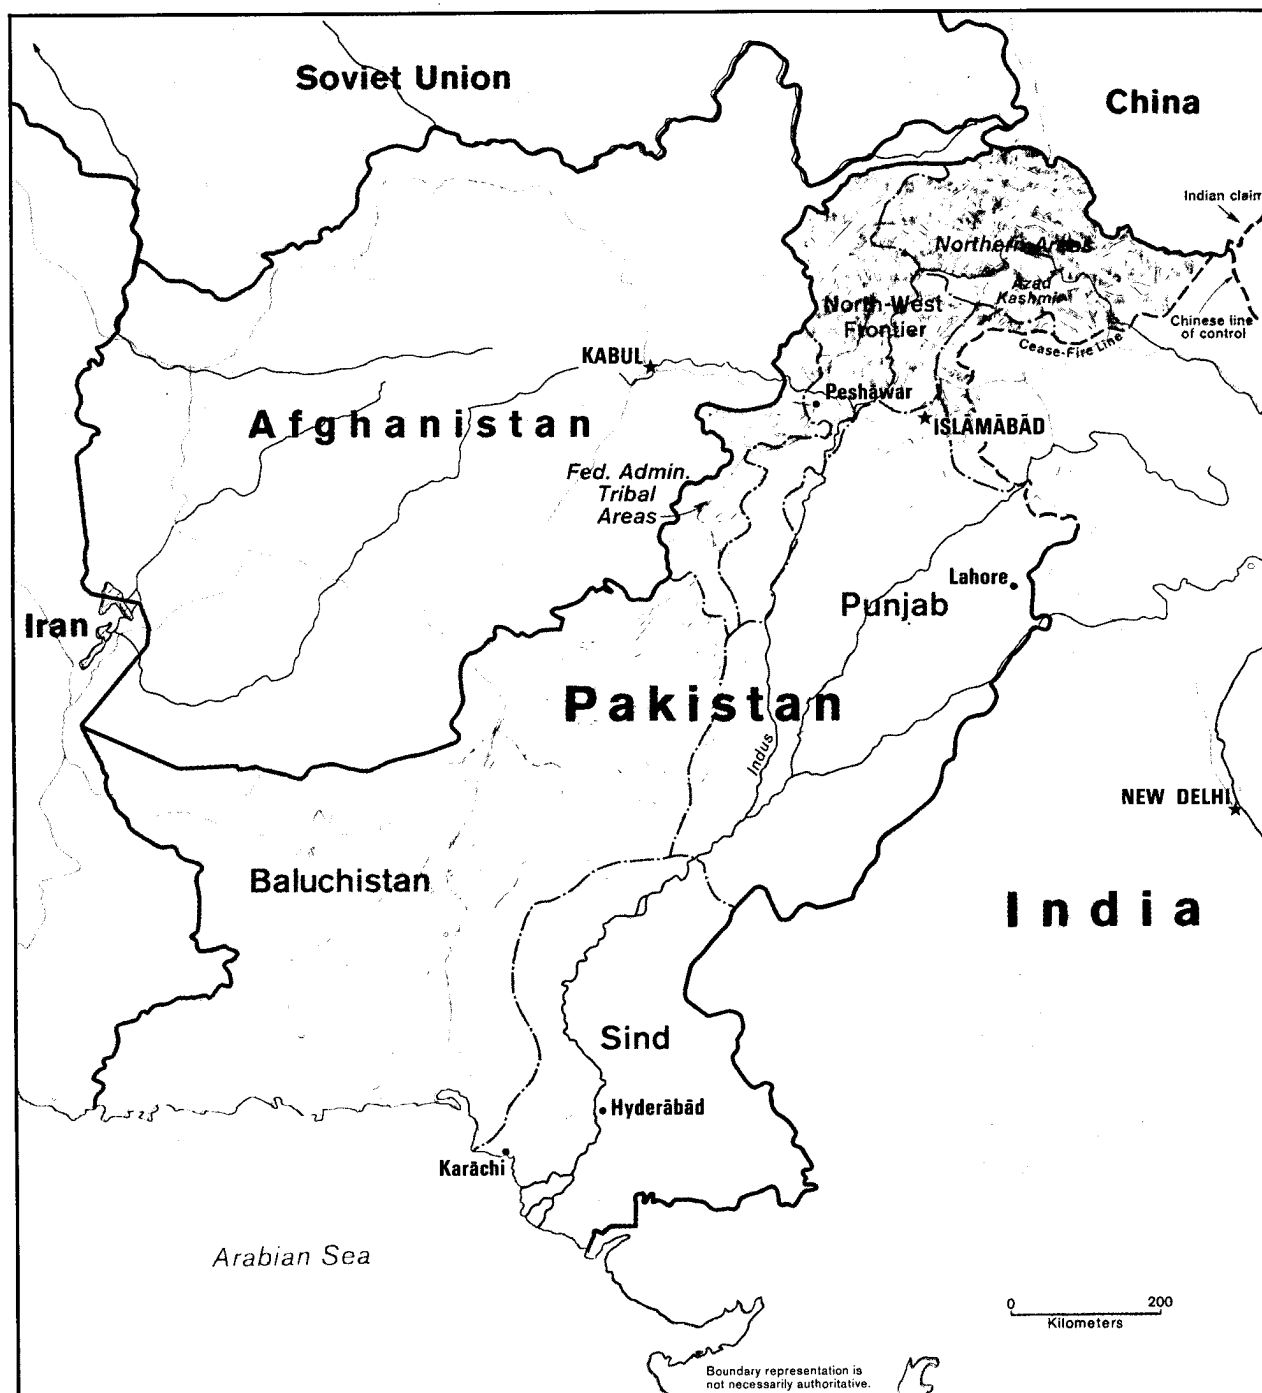 Soviet Union
China
Indian claim
Northern Areas
Azad
Kashmir
North-West
Frontier
Chinese line
of control
Cease-Fire Line
KABUL
Peshāwar
Afghanistan
ISLĀMĀBĀD
Fed. Admin.
Tribal
Areas
Lahore
Iran
Punjab
Pakistan
Indus
NEW DELHI
Baluchistan
India
Sind
Hyderābād
Karāchi
Arabian Sea
0 200
Kilometers
Boundary representation is
not necessarily authoritative.